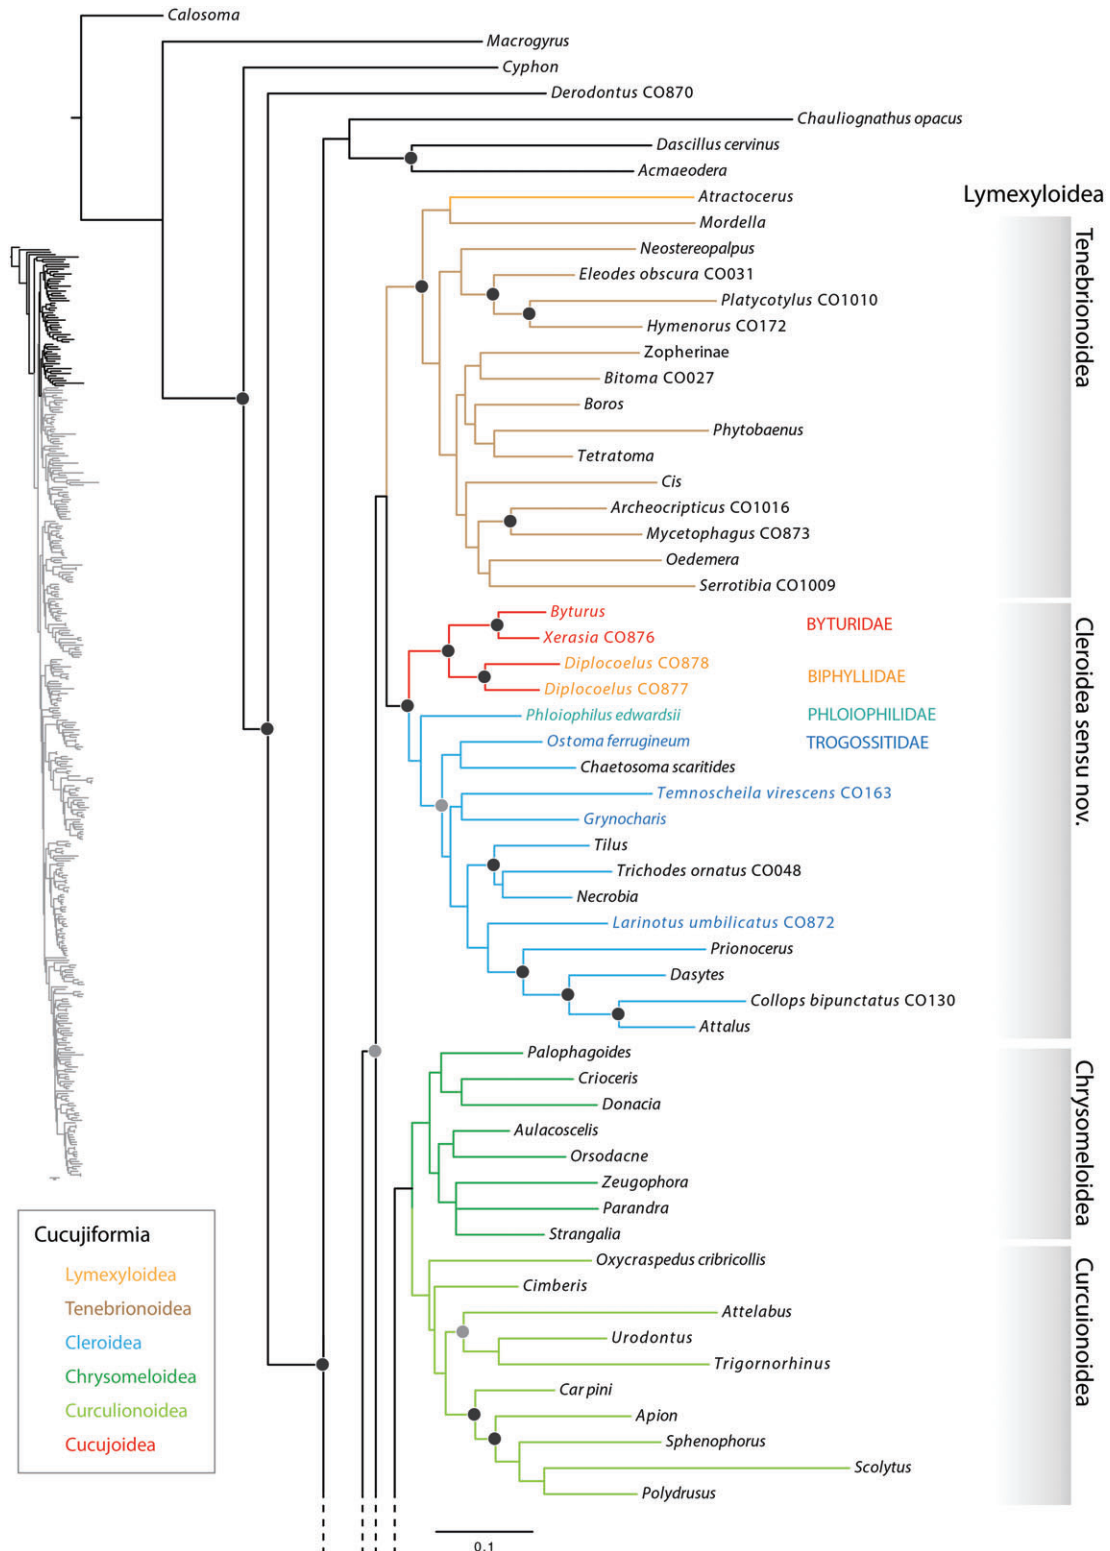 Calosoma
Macrogyrus
Cyphon
Derodontus CO870
Chauliognathus opacus
Dascillus cervinus
Acmaeodera
Atractocerus
Lymexyloidea
Mordella
Neostereopalpus
Eleodes obscura CO031
Platycotylus CO1010
Hymenorus CO172
Zopherinae
Bitoma CO027
Boros
Phytobaenus
Tetratoma
Cis
Archeocripticus CO1016
Mycetophagus CO873
Oedemera
Serrotibia CO1009
Tenebrionoidea
Byturus
Xerasia CO876
BYTURIDAE
Diplocoelus CO878
Diplocoelus CO877
BIPHYLLIDAE
Phloiophilus edwardsii
PHLOIOPHILIDAE
Ostoma ferrugineum
TROGOSSITIDAE
Chaetosoma scaritides
Temnoscheila virescens CO163
Grynocharis
Tilus
Trichodes ornatus CO048
Necrobia
Larinotus umbilicatus CO872
Prionocerus
Dasytes
Collops bipunctatus CO130
Attalus
Cleroidea sensu nov.
Palophagoides
Crioceris
Donacia
Aulacoscelis
Orsodacne
Zeugophora
Parandra
Strangalia
Chrysomeloidea
Oxycraspedus cribricollis
Cimberis
Attelabus
Urodontus
Trigornorhinus
Car pini
Apion
Sphenophorus
Scolytus
Polydrusus
Curcuionoidea
Cucujiformia
Lymexyloidea
Tenebrionoidea
Cleroidea
Chrysomeloidea
Curculionoidea
Cucujoidea
0.1